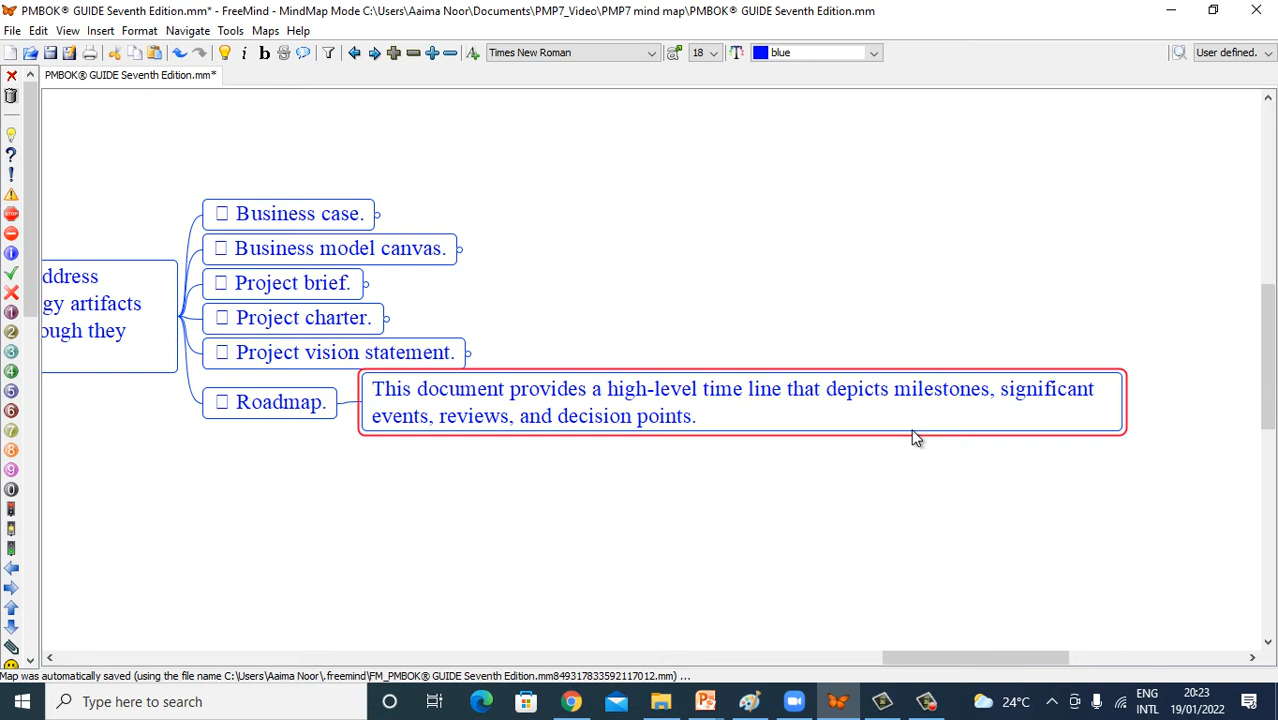 PMBOK® GUIDE Seventh Edition.mm* - FreeMind - MindMap Mode C:\Users\Aaima Noor\Documents\PMP7_Video\PMP7 mind map\PMBOK® GUIDE Seventh Edition.mm
File Edit View Insert Format Navigate Tools Maps Help
Times New Roman 18 blue User defined.
PMBOK® GUIDE Seventh Edition.mm*
Business case.
Business model canvas.
ddress
Project brief.
gy artifacts
Project charter.
ough they
Project vision statement.
Roadmap.
This document provides a high-level time line that depicts milestones, significant
events, reviews, and decision points.
Map was automatically saved (using the file name C:\Users\Aaima Noor\.freemind\FM_PMBOK® GUIDE Seventh Edition.mm849317833592117012.mm) ...
Type here to search
24°C
ENG
INTL
20:23
19/01/2022